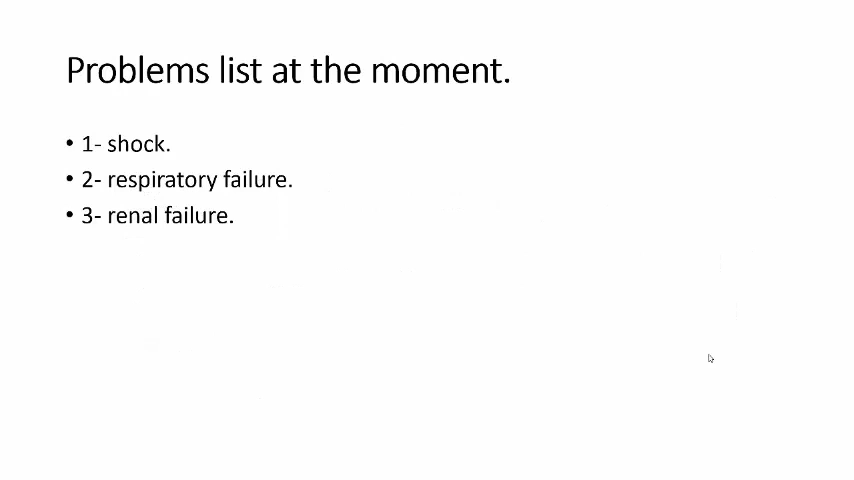 Problems list at the moment.
• 1- shock.
• 2- respiratory failure.
• 3- renal failure.